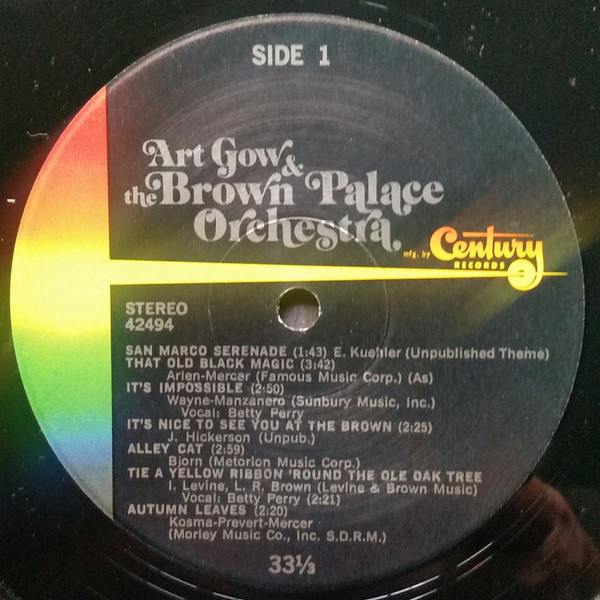 SIDE 1
Art Gow &
the Brown Palace
Orchestra
mfg. by Century
RECORDS
STEREO
42494
SAN MARCO SERENADE (1:43) E. Kuehler (Unpublished Theme)
THAT OLD BLACK MAGIC (3:42)
Arlen-Mercer (Famous Music Corp.) (As)
IT'S IMPOSSIBLE (2:50)
Wayne-Manzanero (Sunbury Music, Inc.)
Vocal: Betty Perry
IT'S NICE TO SEE YOU AT THE BROWN (2:25)
J. Hickerson (Unpub.)
ALLEY CAT (2:59)
Bjorn (Metorion Music Corp.)
TIE A YELLOW RIBBON 'ROUND THE OLE OAK TREE
I. Levine, L. R. Brown (Levine & Brown Music)
Vocal: Betty Perry (2:21)
AUTUMN LEAVES (2:20)
Kosma-Prevert-Mercer
(Morley Music Co., Inc. S.D.R.M.)
33⅓